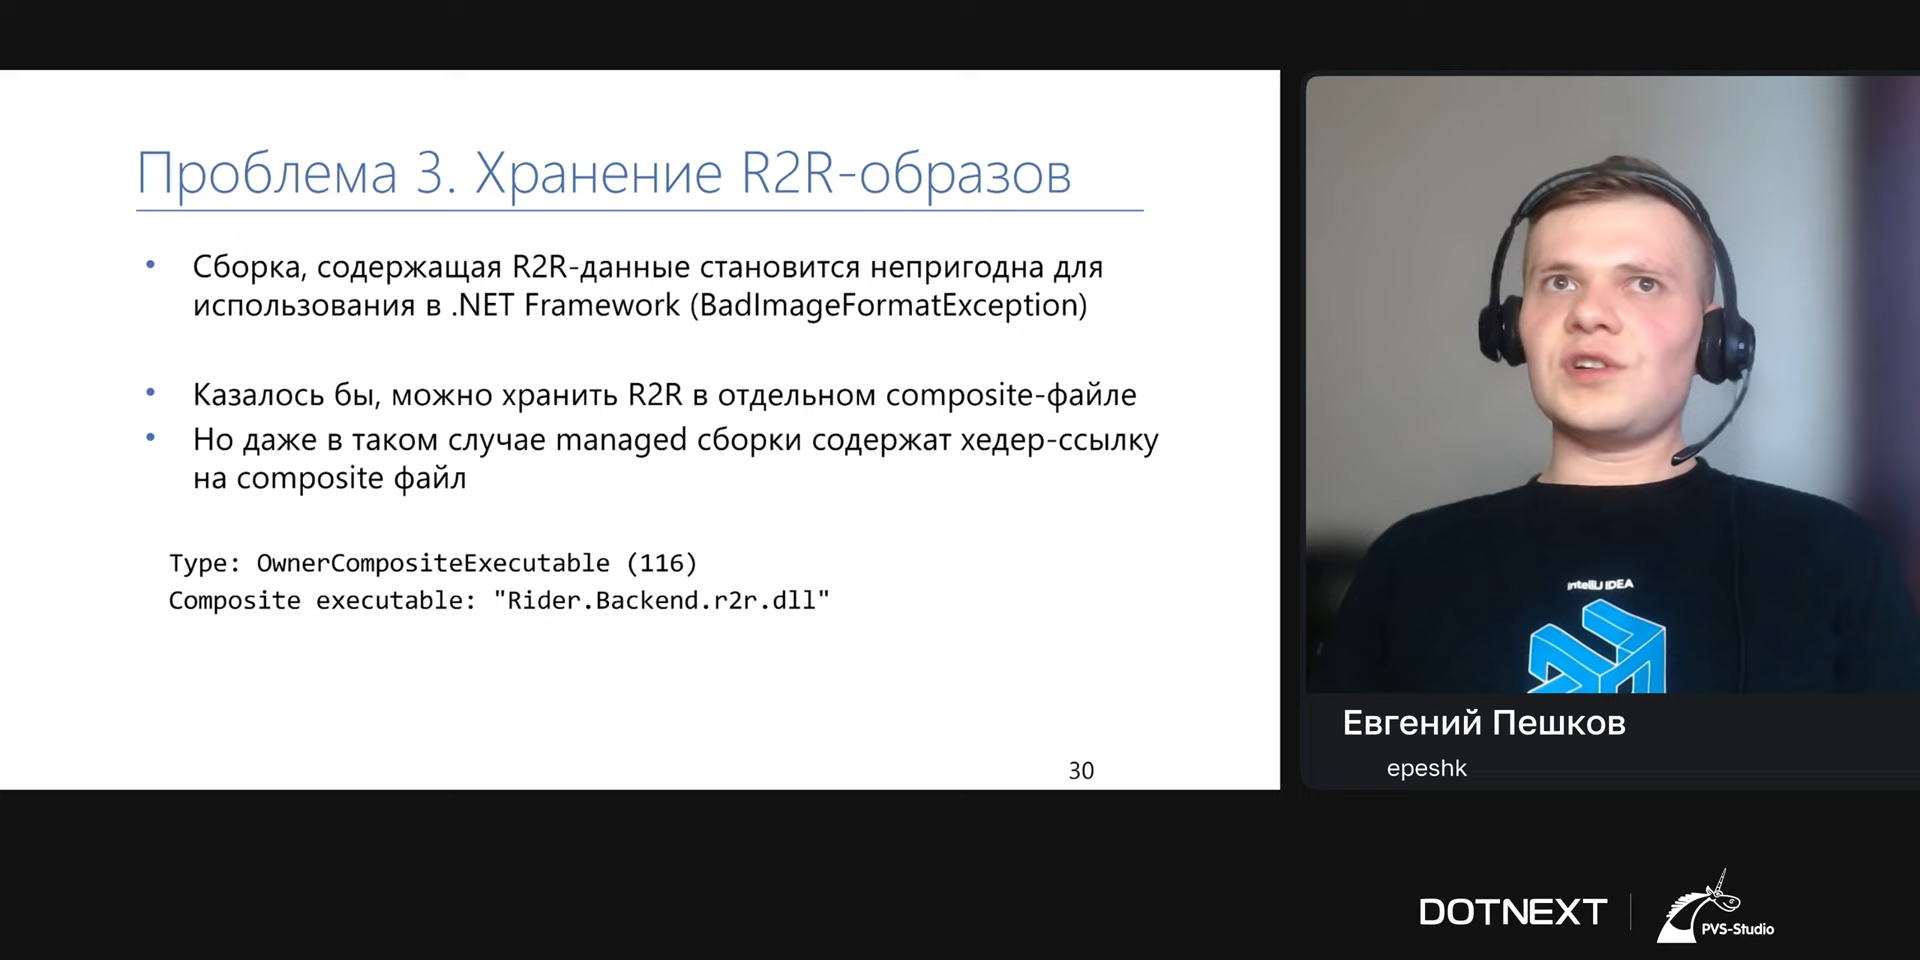 Проблема 3. Хранение R2R-образов
• Сборка, содержащая R2R-данные становится непригодна для
использования в .NET Framework (BadImageFormatException)
• Казалось бы, можно хранить R2R в отдельном composite-файле
• Но даже в таком случае managed сборки содержат хедер-ссылку
на composite файл
Type: OwnerCompositeExecutable (116)
Composite executable: "Rider.Backend.r2r.dll"
30
IntelliJ IDEA
Евгений Пешков
epeshk
DOTNEXT
PVS-Studio